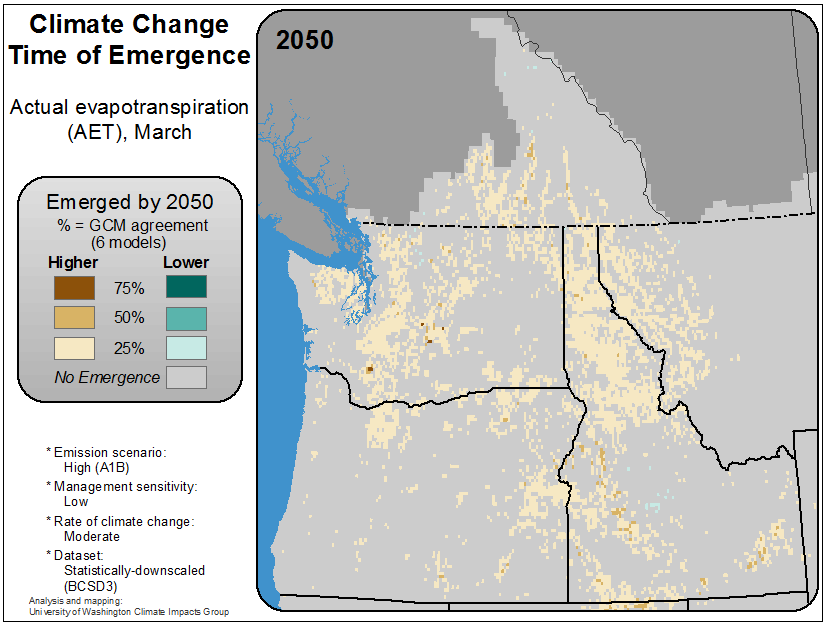 Climate Change
Time of Emergence
Actual evapotranspiration
(AET), March
Emerged by 2050
% = GCM agreement
(6 models)
Higher Lower
75%
50%
25%
No Emergence
* Emission scenario:
High (A1B)
* Management sensitivity:
Low
* Rate of climate change:
Moderate
* Dataset:
Statistically-downscaled
(BCSD3)
Analysis and mapping:
University of Washington Climate Impacts Group
2050